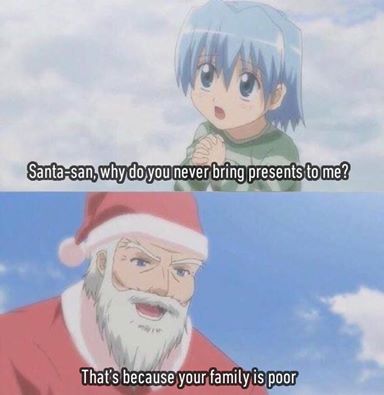 Santa-san, why do you never bring presents to me?
That's because your family is poor